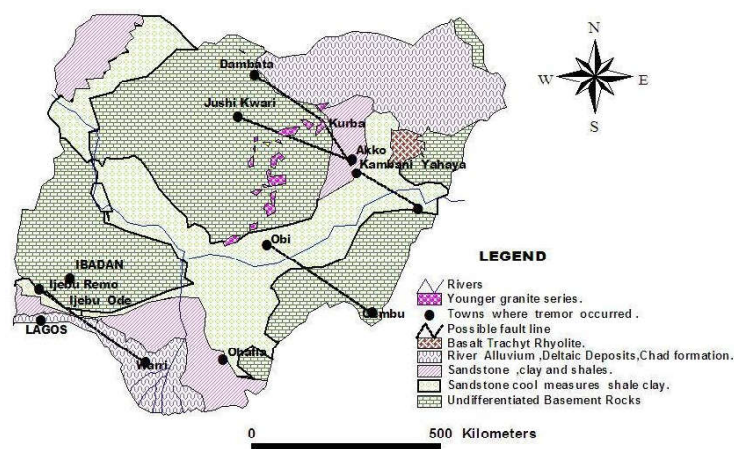 N
W
E
S
Dambata
Jushi Kwari
Kurba
Akko
Kambani Yahaya
Obi
IBADAN
Ijebu Remo
Ijebu Ode
LAGOS
Warri
Ohafia
Gembu
LEGEND
Rivers
Younger granite series.
Towns where tremor occurred.
Possible fault line
Basalt Trachyt Rhyolite.
River Alluvium ,Deltaic Deposits,Chad formation.
Sandstone ,clay and shales.
Sandstone cool measures shale clay.
Undifferentiated Basement Rocks
0 500 Kilometers